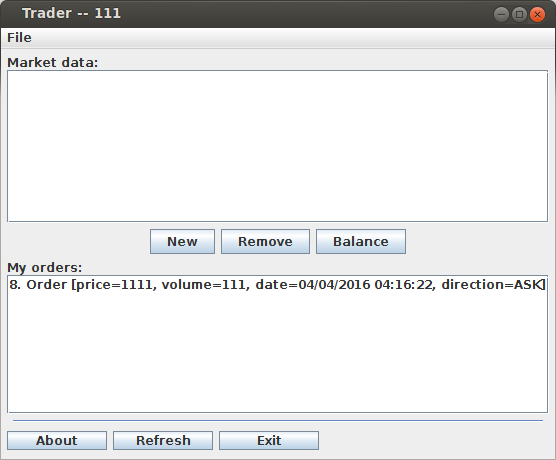 Trader -- 111
File
Market data:
New Remove Balance
My orders:
8. Order [price=1111, volume=111, date=04/04/2016 04:16:22, direction=ASK]
About Refresh Exit